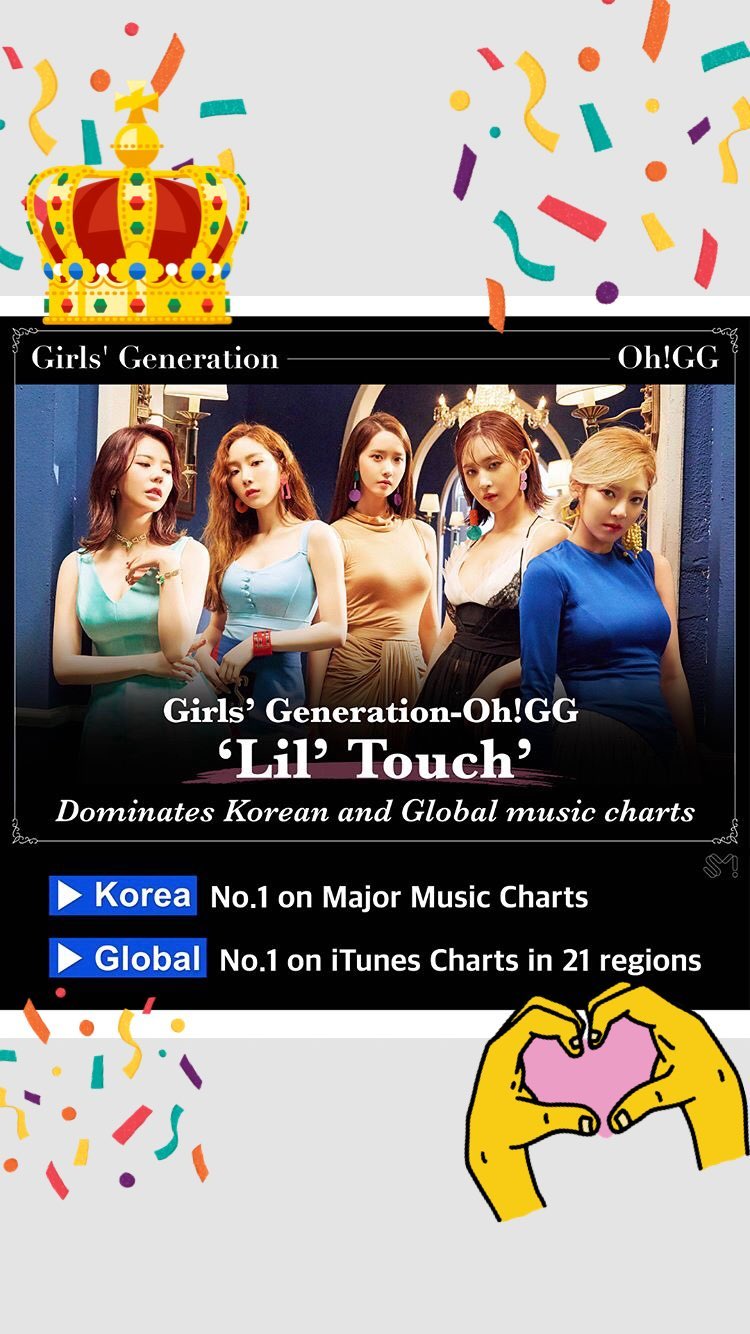 Girls' Generation Oh!GG
Girls’ Generation-Oh!GG
‘Lil’ Touch’
Dominates Korean and Global music charts
SM!
▶ Korea No.1 on Major Music Charts
▶ Global No.1 on iTunes Charts in 21 regions